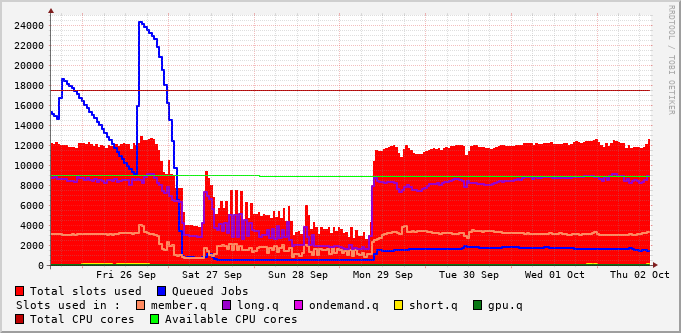 RRDTOOL / TOBI OETIKER
24000
22000
20000
18000
16000
14000
12000
10000
8000
6000
4000
2000
0
Fri 26 Sep Sat 27 Sep Sun 28 Sep Mon 29 Sep Tue 30 Sep Wed 01 Oct Thu 02 Oct
Total slots used Queued Jobs
Slots used in : member.q long.q ondemand.q short.q gpu.q
Total CPU cores Available CPU cores